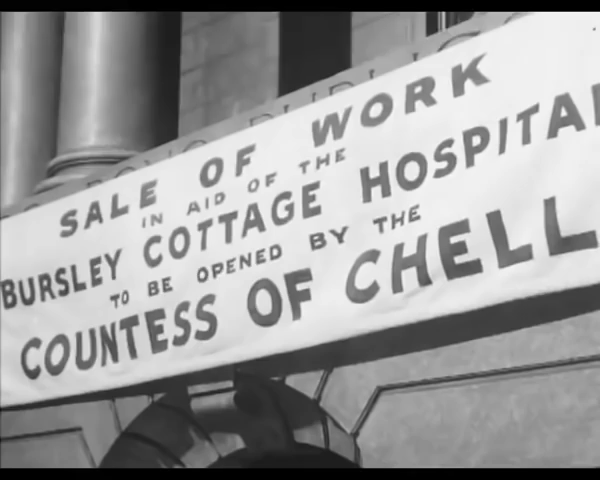 SALE OF WORK
IN AID OF THE
BURSLEY COTTAGE HOSPITAL
TO BE OPENED BY THE
COUNTESS OF CHELL